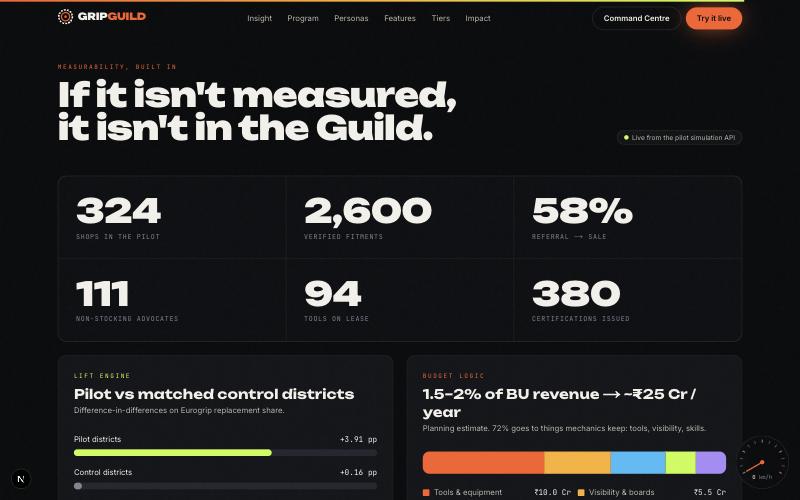 GRIPGUILD
Insight Program Personas Features Tiers Impact
Command Centre Try it live
MEASURABILITY, BUILT IN
If it isn't measured,
it isn't in the Guild.
Live from the pilot simulation API
324 2,600 58%
SHOPS IN THE PILOT VERIFIED FITMENTS REFERRAL ⟶ SALE
111 94 380
NON-STOCKING ADVOCATES TOOLS ON LEASE CERTIFICATIONS ISSUED
LIFT ENGINE
Pilot vs matched control districts
Difference-in-differences on Eurogrip replacement share.
Pilot districts +3.91 pp
Control districts +0.16 pp
BUDGET LOGIC
1.5–2% of BU revenue ⟶ ~₹25 Cr /
year
Planning estimate. 72% goes to things mechanics keep: tools, visibility, skills.
Tools & equipment ₹10.0 Cr Visibility & boards ₹5.5 Cr
0 km/h
N